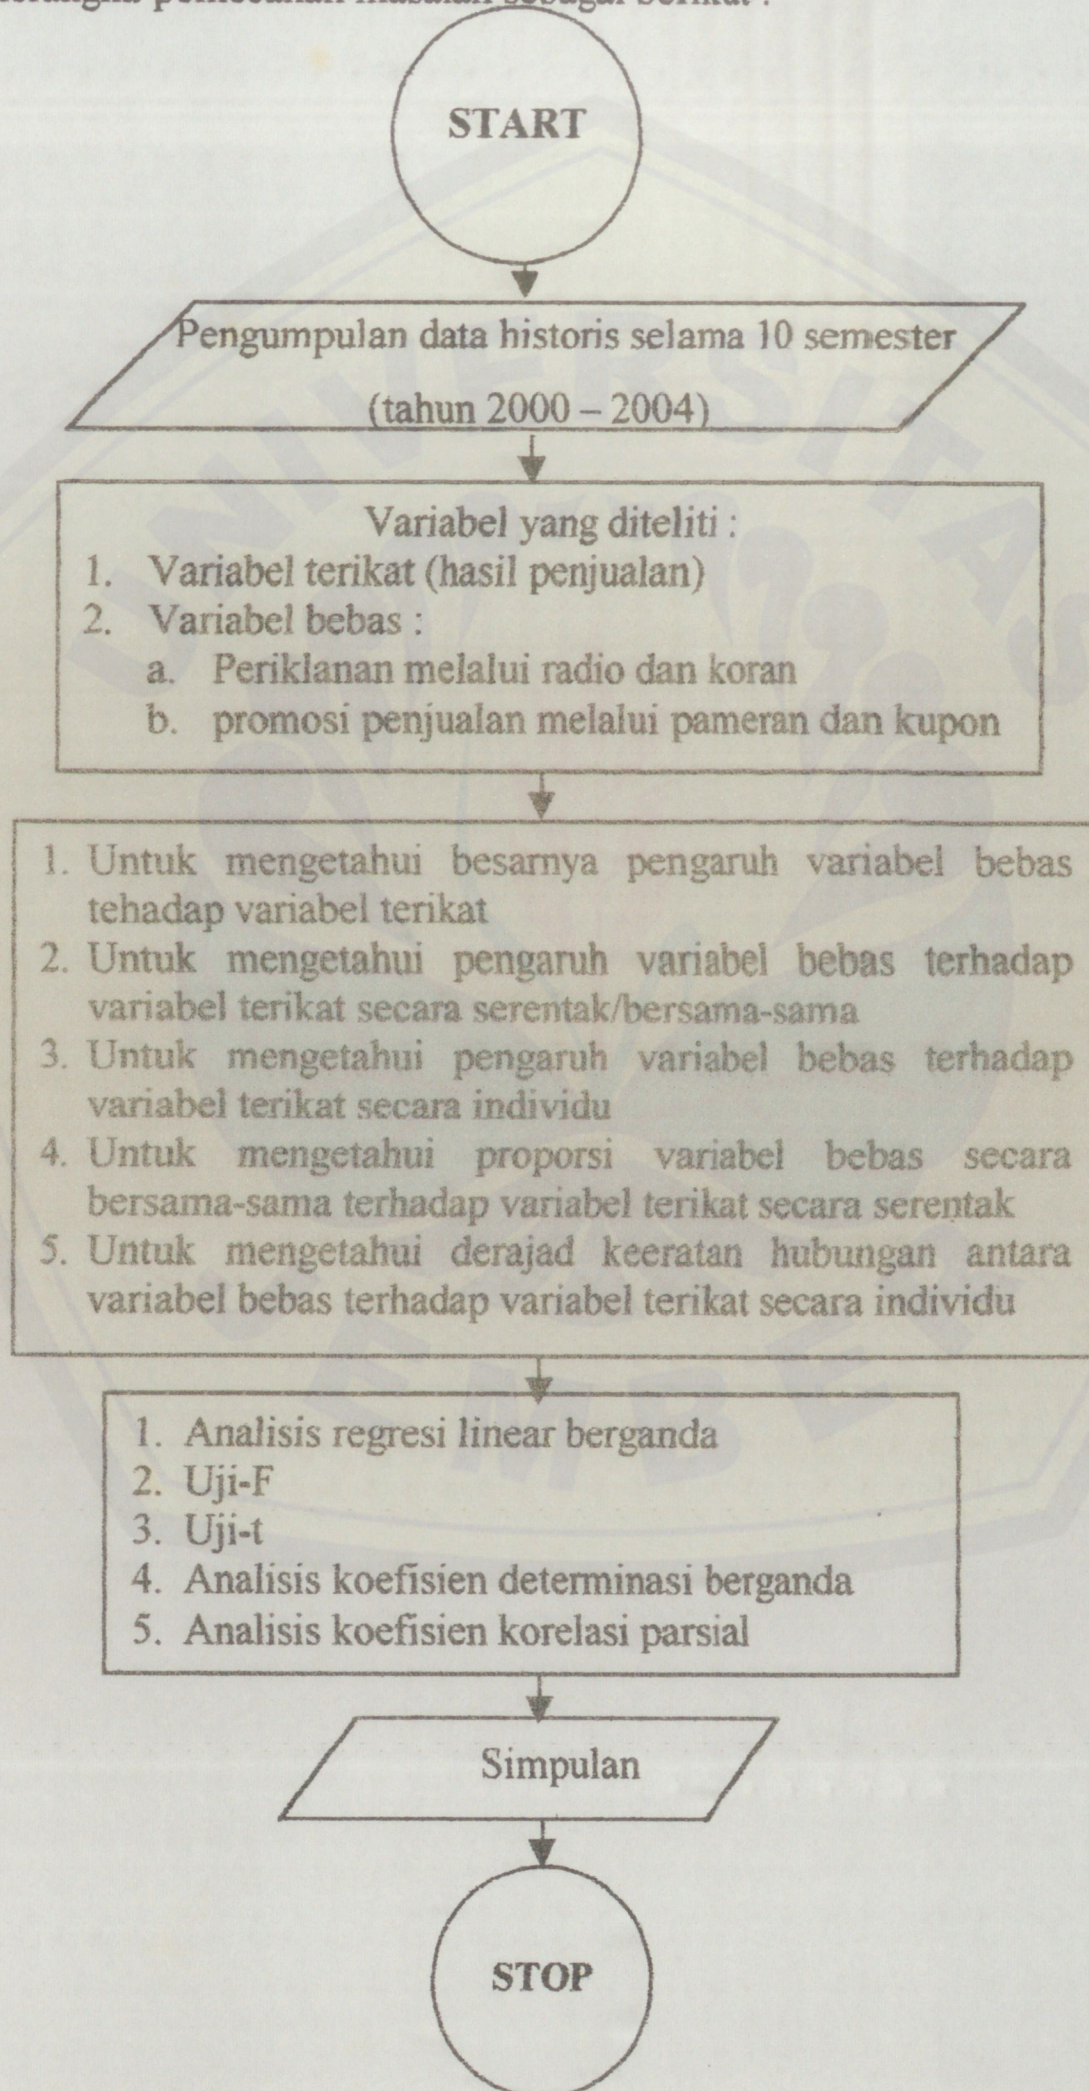 sebagai berikut :
START
Pengumpulan data historis selama 10 semester
(tahun 2000 – 2004)
Variabel yang diteliti :
1. Variabel terikat (hasil penjualan)
2. Variabel bebas :
a. Periklanan melalui radio dan koran
b. promosi penjualan melalui pameran dan kupon
1. Untuk mengetahui besarnya pengaruh variabel bebas
tehadap variabel terikat
2. Untuk mengetahui pengaruh variabel bebas terhadap
variabel terikat secara serentak/bersama-sama
3. Untuk mengetahui pengaruh variabel bebas terhadap
variabel terikat secara individu
4. Untuk mengetahui proporsi variabel bebas secara
bersama-sama terhadap variabel terikat secara serentak
5. Untuk mengetahui derajad keeratan hubungan antara
variabel bebas terhadap variabel terikat secara individu
1. Analisis regresi linear berganda
2. Uji-F
3. Uji-t
4. Analisis koefisien determinasi berganda
5. Analisis koefisien korelasi parsial
Simpulan
STOP
UNIVERSITAS
JEMBER